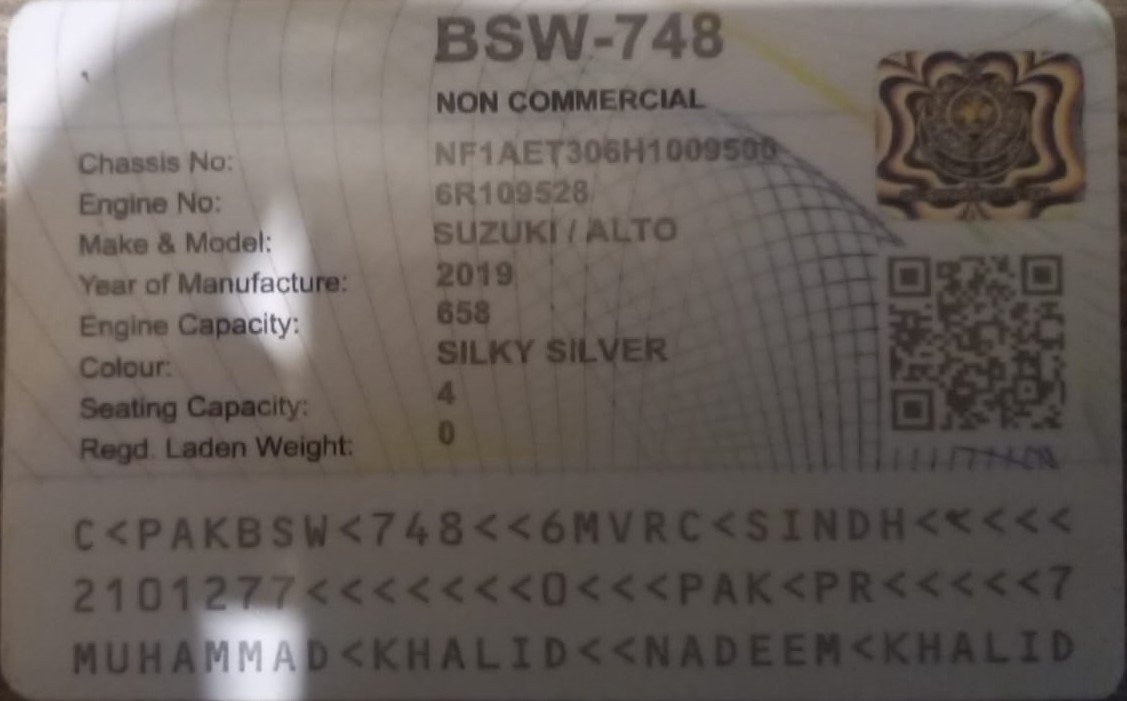 BSW-748
NON COMMERCIAL
Chassis No: NF1AET306H1009500
Engine No: 6R109528
Make & Model: SUZUKI / ALTO
Year of Manufacture: 2019
Engine Capacity: 658
Colour: SILKY SILVER
Seating Capacity: 4
Regd. Laden Weight: 0
C<PAKBSW<748<<6MVRC<SINDH<<<<<
2101277<<<<<<<<0<<<PAK<PR<<<<<7
MUHAMMAD<KHALID<<NADEEM<KHALID